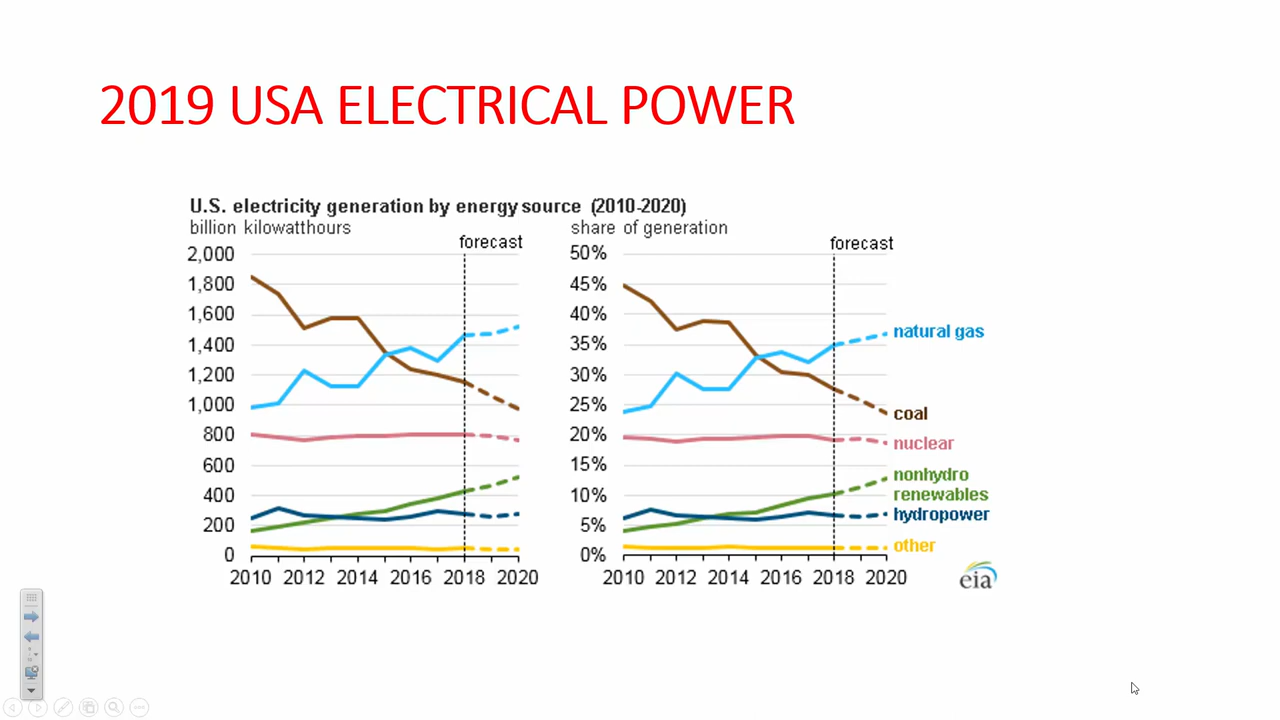 2019 USA ELECTRICAL POWER
U.S. electricity generation by energy source (2010-2020)
billion kilowatthours
forecast
2,000
1,800
1,600
1,400
1,200
1,000
800
600
400
200
0
2010 2012 2014 2016 2018 2020
share of generation
forecast
50%
45%
40%
35%
30%
25%
20%
15%
10%
5%
0%
2010 2012 2014 2016 2018 2020
natural gas
coal
nuclear
nonhydro
renewables
hydropower
other
eia